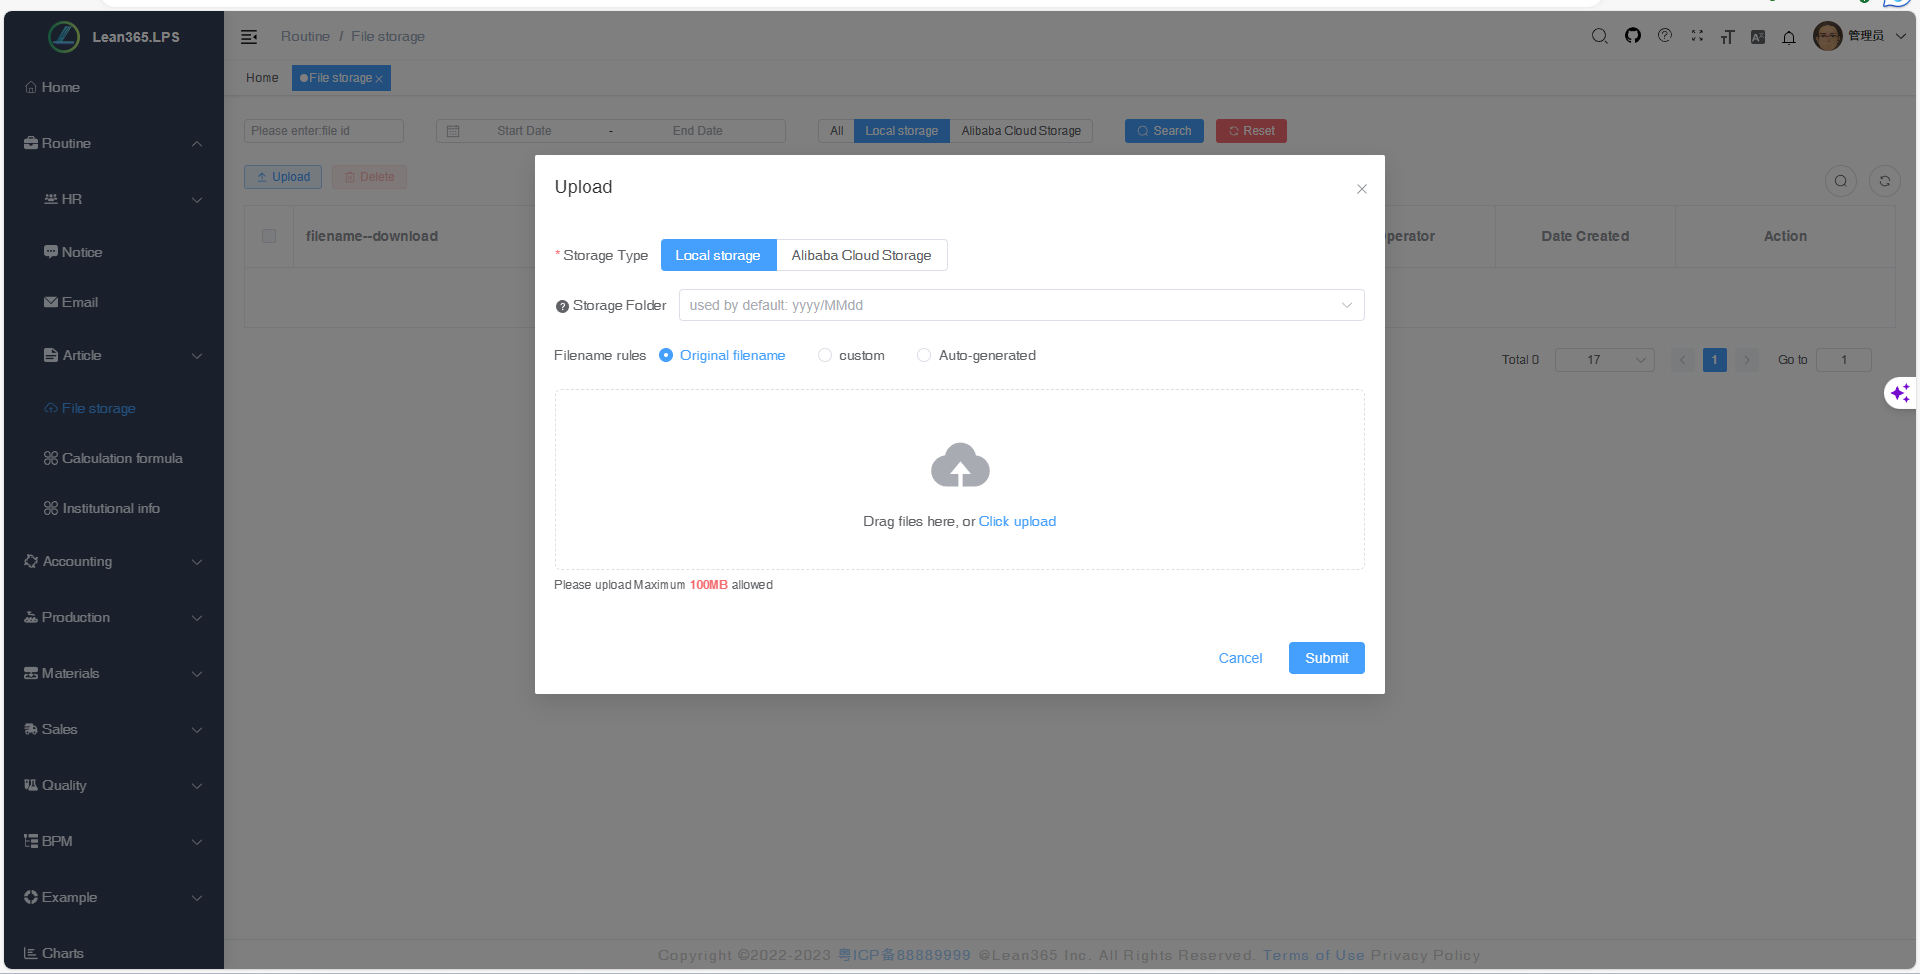 Lean365.LPS
Routine / File storage
管理员
Home
File storage
Home
Routine
HR
Notice
Email
Article
File storage
Calculation formula
Institutional info
Accounting
Production
Materials
Sales
Quality
BPM
Example
Charts
Please enter:file id
Start Date - End Date
All Local storage Alibaba Cloud Storage
Search Reset
Upload Delete
filename--download
perator Date Created Action
Total 0 17 1 Go to 1
Upload
* Storage Type Local storage Alibaba Cloud Storage
Storage Folder used by default: yyyy/MMdd
Filename rules Original filename custom Auto-generated
Drag files here, or Click upload
Please upload Maximum 100MB allowed
Cancel Submit
Copyright ©2022-2023 粤ICP备88889999 @Lean365 Inc. All Rights Reserved. Terms of Use Privacy Policy